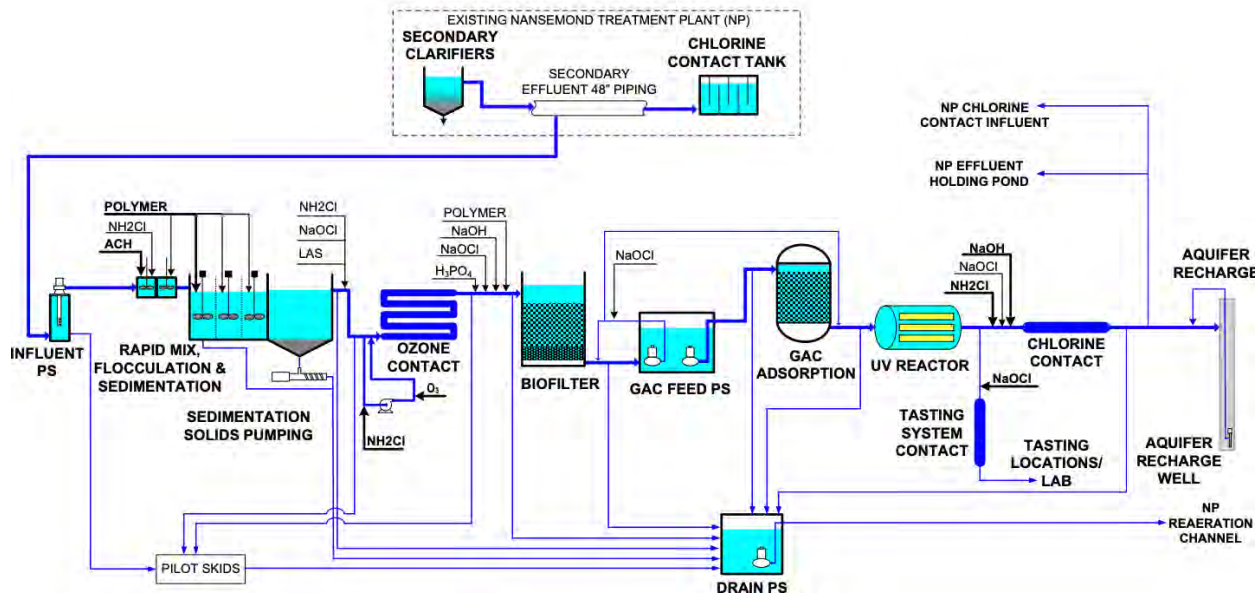 EXISTING NANSEMOND TREATMENT PLANT (NP)
SECONDARY
CLARIFIERS
SECONDARY
EFFLUENT 48" PIPING
CHLORINE
CONTACT TANK
NP CHLORINE
CONTACT INFLUENT
NP EFFLUENT
HOLDING POND
POLYMER
NH2Cl
ACH
NH2Cl
NaOCl
LAS
POLYMER
NaOH
NaOCl
H₃PO₄
NaOCl
NaOH
NaOCl
NH2Cl
AQUIFER
RECHARGE
INFLUENT
PS
RAPID MIX,
FLOCCULATION &
SEDIMENTATION
SEDIMENTATION
SOLIDS PUMPING
OZONE
CONTACT
O₃
NH2Cl
BIOFILTER
GAC FEED PS
GAC
ADSORPTION
UV REACTOR
CHLORINE
CONTACT
NaOCl
TASTING
SYSTEM
CONTACT
TASTING
LOCATIONS/
LAB
AQUIFER
RECHARGE
WELL
NP
REAERATION
CHANNEL
PILOT SKIDS
DRAIN PS